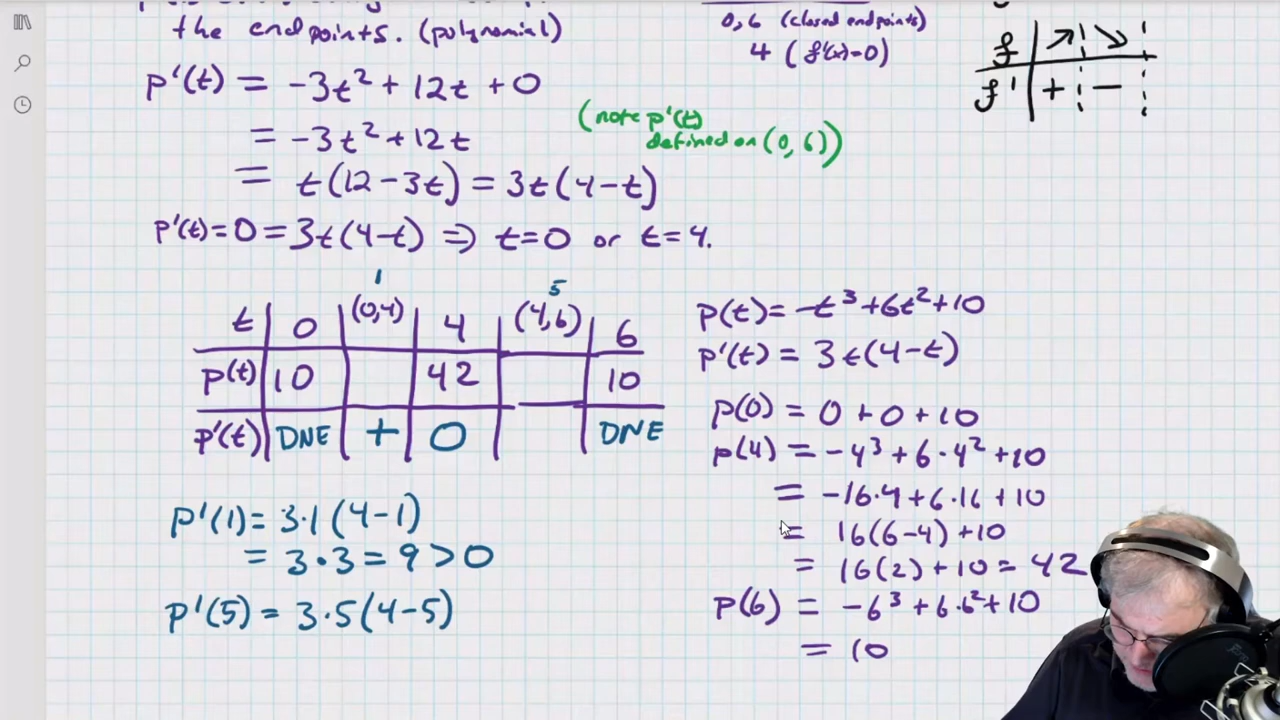 the endpoints. (polynomial)
0,6 (closed endpoints)
4 (f'(x)=0)
f
f' + −
p'(t) = -3t² + 12t + 0
= -3t² + 12t
= t(12-3t) = 3t(4-t)
(note p'(t)
defined on (0,6))
p'(t)=0=3t(4-t) ⇒ t=0 or t=4.
1 5
t 0 (0,4) 4 (4,6) 6
p(t) 10 42 10
p'(t) DNE + 0 DNE
p'(1) = 3·1(4-1)
= 3·3 = 9 > 0
p'(5) = 3·5(4-5)
p(t) = -t³ + 6t² + 10
p'(t) = 3t(4-t)
p(0) = 0 + 0 + 10
p(4) = -4³ + 6·4² + 10
= -16·4 + 6·16 + 10
= 16(6-4) + 10
= 16(2) + 10 = 42
p(6) = -6³ + 6·6² + 10
= 10